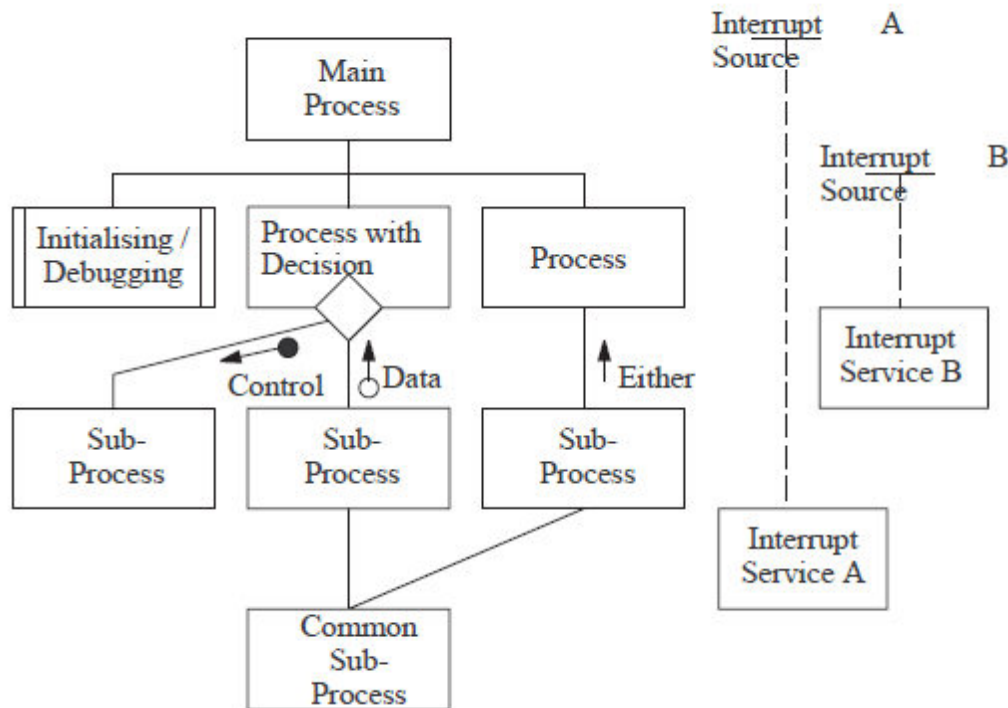 Main
Process
Initialising /
Debugging
Process with
Decision
Process
Control
Data
Either
Sub-
Process
Sub-
Process
Sub-
Process
Common
Sub-
Process
Interrupt A
Source
Interrupt B
Source
Interrupt
Service B
Interrupt
Service A